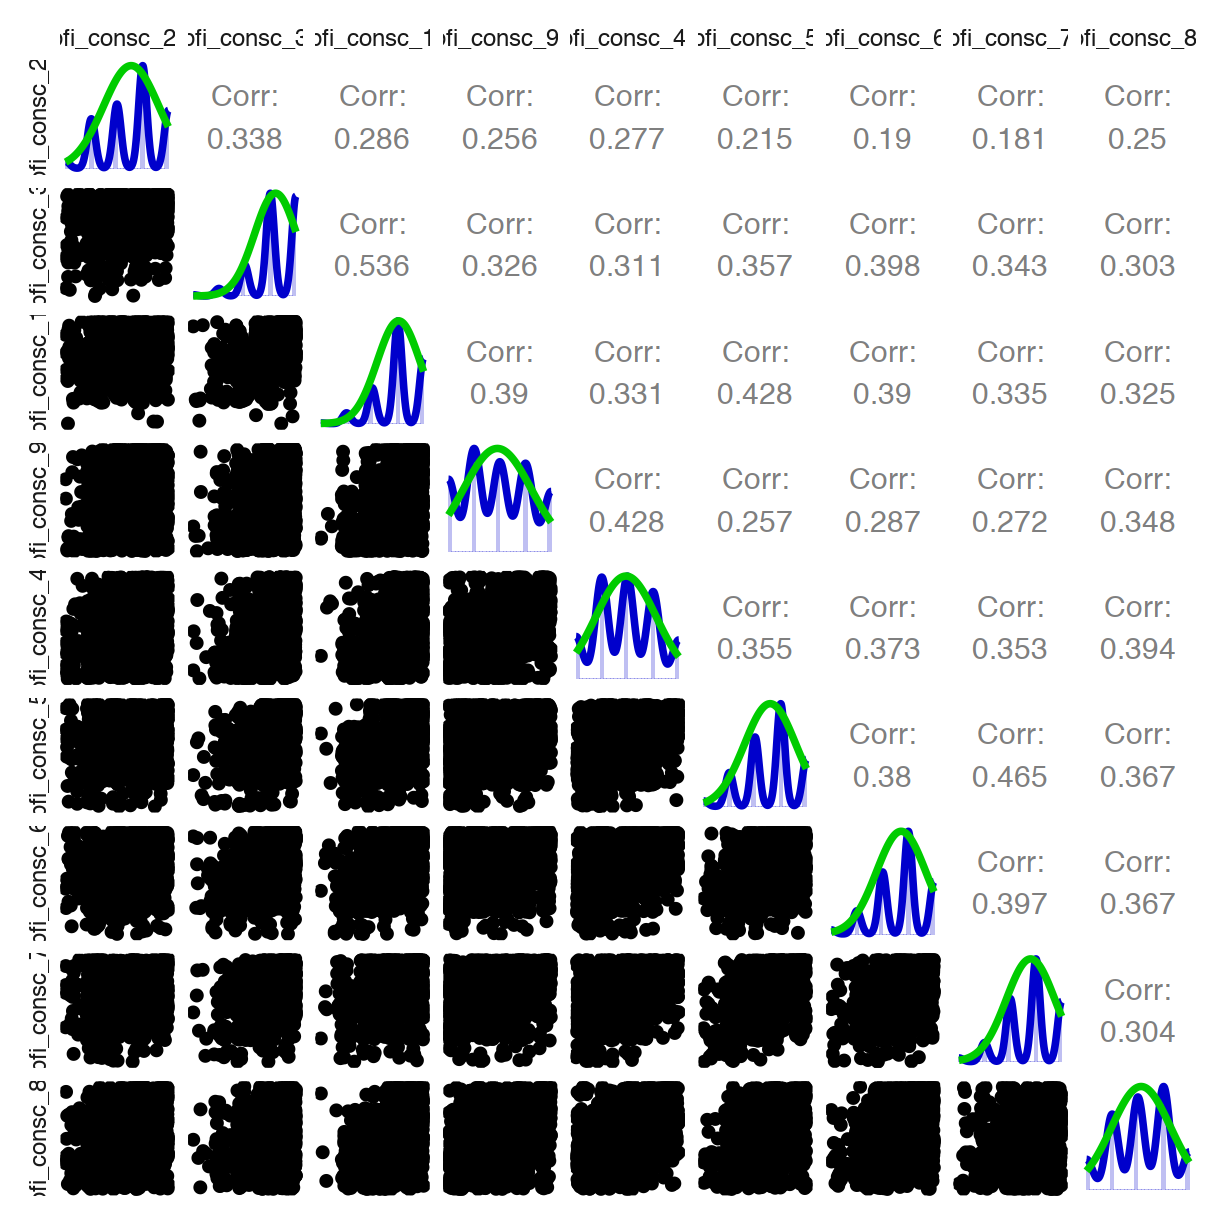 ofi_consc_2 ofi_consc_3 ofi_consc_1 ofi_consc_9 ofi_consc_4 ofi_consc_5 ofi_consc_6 ofi_consc_7 ofi_consc_8
ofi_consc_2
Corr: Corr: Corr: Corr: Corr: Corr: Corr: Corr:
0.338 0.286 0.256 0.277 0.215 0.19 0.181 0.25
ofi_consc_3
Corr: Corr: Corr: Corr: Corr: Corr: Corr:
0.536 0.326 0.311 0.357 0.398 0.343 0.303
ofi_consc_1
Corr: Corr: Corr: Corr: Corr: Corr:
0.39 0.331 0.428 0.39 0.335 0.325
ofi_consc_9
Corr: Corr: Corr: Corr: Corr:
0.428 0.257 0.287 0.272 0.348
ofi_consc_4
Corr: Corr: Corr: Corr:
0.355 0.373 0.353 0.394
ofi_consc_5
Corr: Corr: Corr:
0.38 0.465 0.367
ofi_consc_6
Corr: Corr:
0.397 0.367
ofi_consc_7
Corr:
0.304
ofi_consc_8